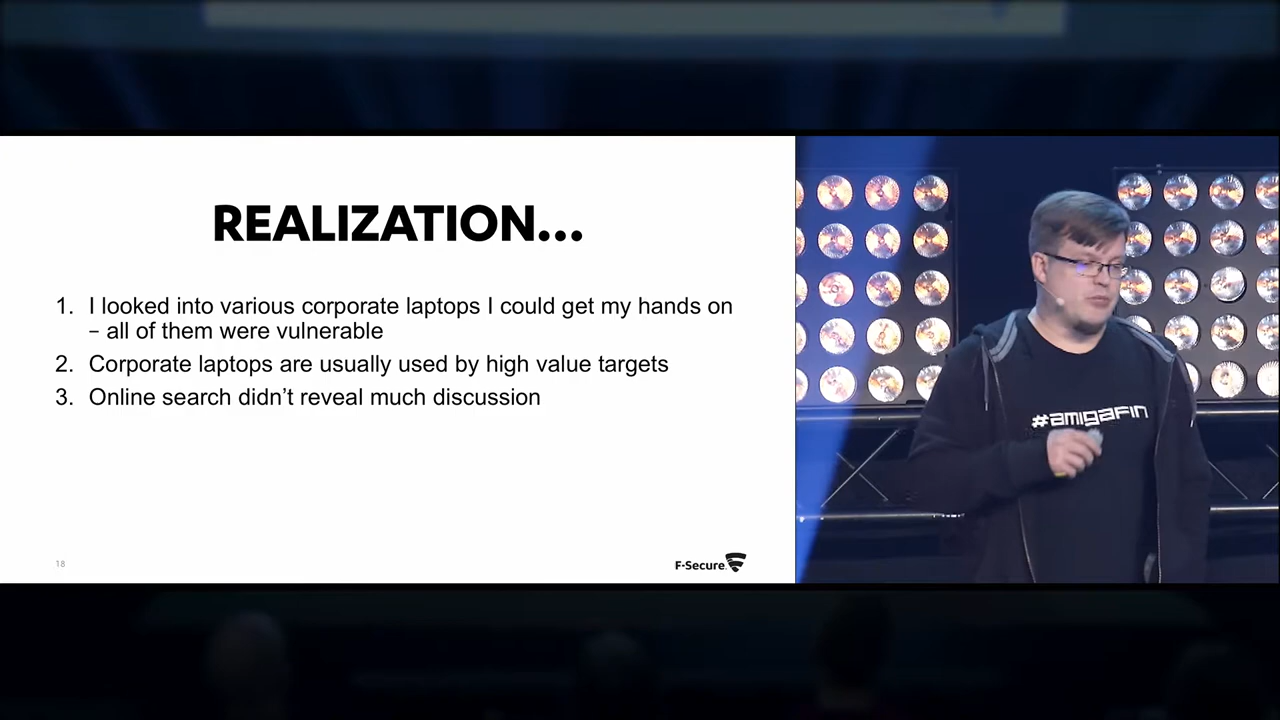 REALIZATION...
1. I looked into various corporate laptops I could get my hands on
– all of them were vulnerable
2. Corporate laptops are usually used by high value targets
3. Online search didn't reveal much discussion
18
F-Secure.
#amigaFIN